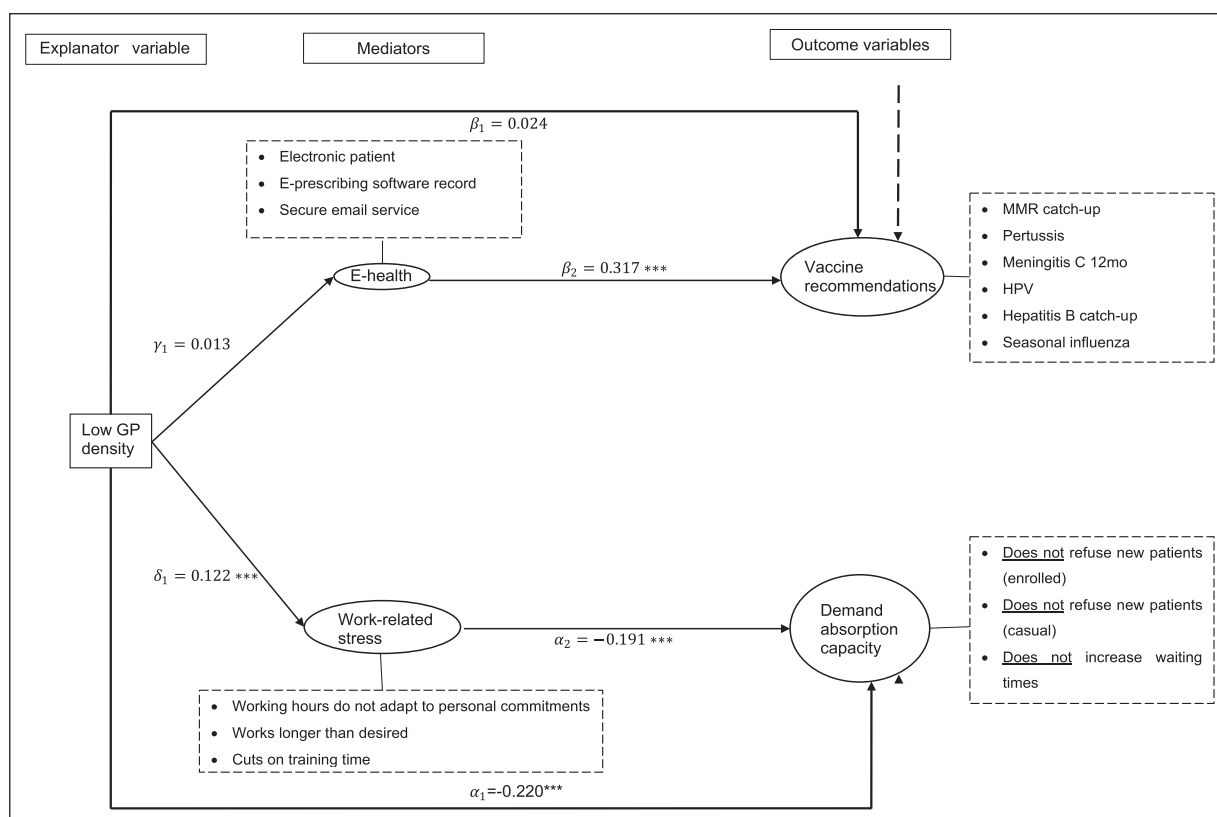 Explanator variable
Mediators
Outcome variables
β₁ = 0.024
• Electronic patient
• E-prescribing software record
• Secure email service
E-health
β₂ = 0.317 ***
Vaccine
recommendations
• MMR catch-up
• Pertussis
• Meningitis C 12mo
• HPV
• Hepatitis B catch-up
• Seasonal influenza
γ₁ = 0.013
Low GP
density
δ₁ = 0.122 ***
Work-related
stress
α₂ = −0.191 ***
Demand
absorption
capacity
• Does not refuse new patients
(enrolled)
• Does not refuse new patients
(casual)
• Does not increase waiting
times
• Working hours do not adapt to personal commitments
• Works longer than desired
• Cuts on training time
α₁=-0.220***